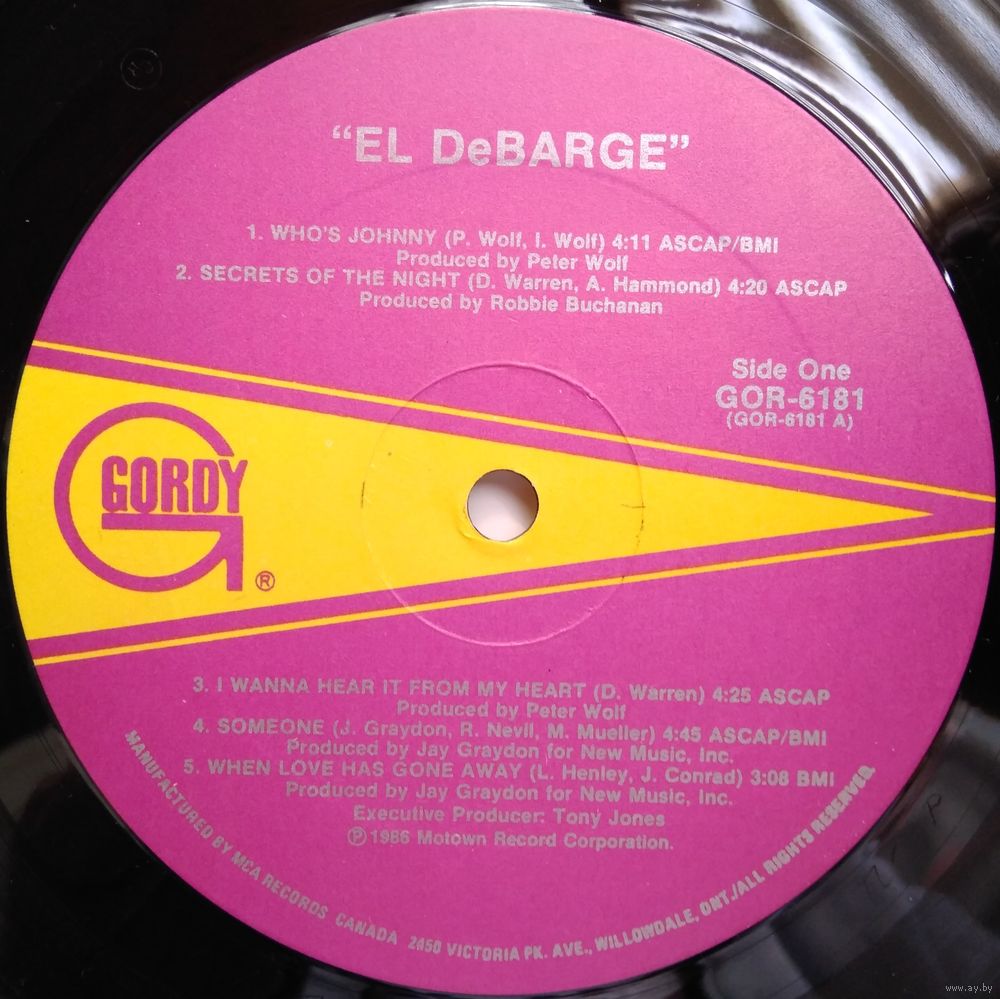 “EL DeBARGE”
1. WHO'S JOHNNY (P. Wolf, I. Wolf) 4:11 ASCAP/BMI
Produced by Peter Wolf
2. SECRETS OF THE NIGHT (D. Warren, A. Hammond) 4:20 ASCAP
Produced by Robbie Buchanan
Side One
GOR-6181
(GOR-6181 A)
GORDY
®
3. I WANNA HEAR IT FROM MY HEART (D. Warren) 4:25 ASCAP
Produced by Peter Wolf
4. SOMEONE (J. Graydon, R. Nevil, M. Mueller) 4:45 ASCAP/BMI
Produced by Jay Graydon for New Music, Inc.
5. WHEN LOVE HAS GONE AWAY (L. Henley, J. Conrad) 3:08 BMI
Produced by Jay Graydon for New Music, Inc.
Executive Producer: Tony Jones
℗ 1986 Motown Record Corporation.
MANUFACTURED BY MCA RECORDS CANADA 2450 VICTORIA PK. AVE., WILLOWDALE, ONT./ALL RIGHTS RESERVED
www.ay.by